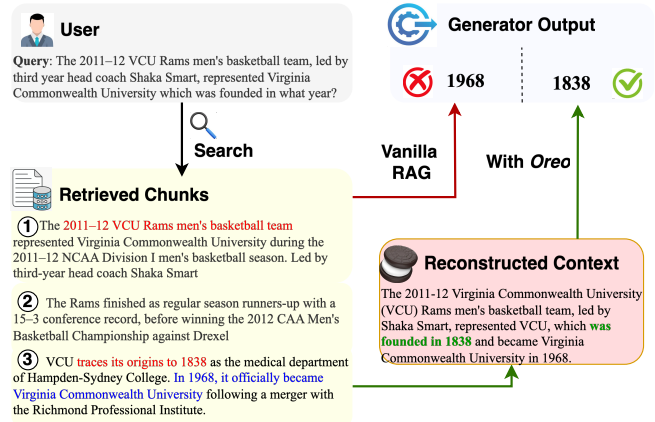 User
Query: The 2011–12 VCU Rams men's basketball team, led by
third year head coach Shaka Smart, represented Virginia
Commonwealth University which was founded in what year?
Generator Output
1968
1838
Search
Vanilla
RAG
With Oreo
Retrieved Chunks
1 The 2011–12 VCU Rams men's basketball team
represented Virginia Commonwealth University during the
2011–12 NCAA Division I men's basketball season. Led by
third-year head coach Shaka Smart
2 The Rams finished as regular season runners-up with a
15–3 conference record, before winning the 2012 CAA Men's
Basketball Championship against Drexel
3 VCU traces its origins to 1838 as the medical department
of Hampden-Sydney College. In 1968, it officially became
Virginia Commonwealth University following a merger with
the Richmond Professional Institute.
Reconstructed Context
The 2011-12 Virginia Commonwealth University
(VCU) Rams men's basketball team, led by
Shaka Smart, represented VCU, which was
founded in 1838 and became Virginia
Commonwealth University in 1968.